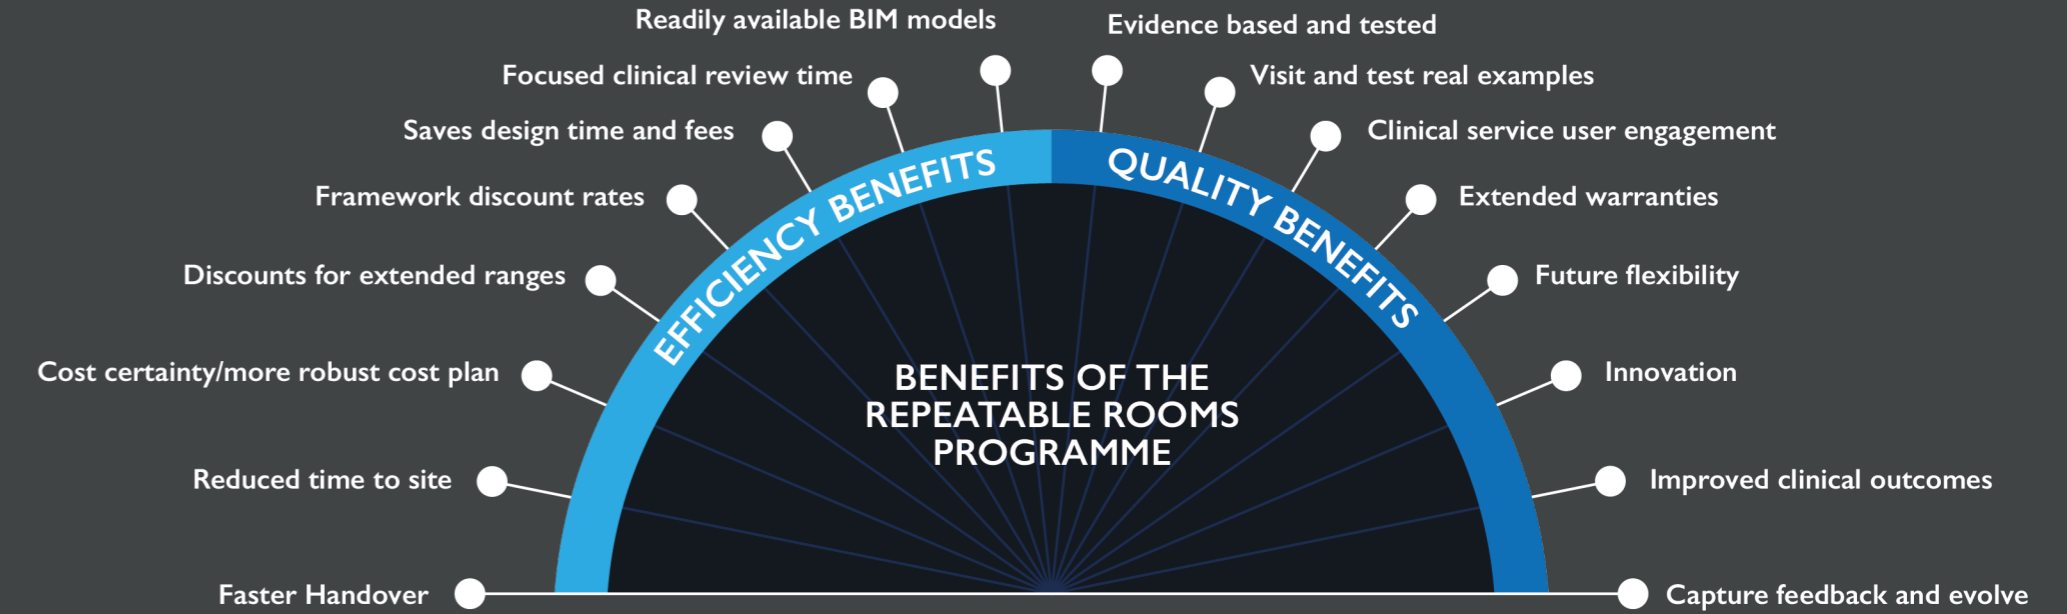 Readily available BIM models
Focused clinical review time
Saves design time and fees
Framework discount rates
Discounts for extended ranges
Cost certainty/more robust cost plan
Reduced time to site
Faster Handover
EFFICIENCY BENEFITS
QUALITY BENEFITS
BENEFITS OF THE
REPEATABLE ROOMS
PROGRAMME
Evidence based and tested
Visit and test real examples
Clinical service user engagement
Extended warranties
Future flexibility
Innovation
Improved clinical outcomes
Capture feedback and evolve